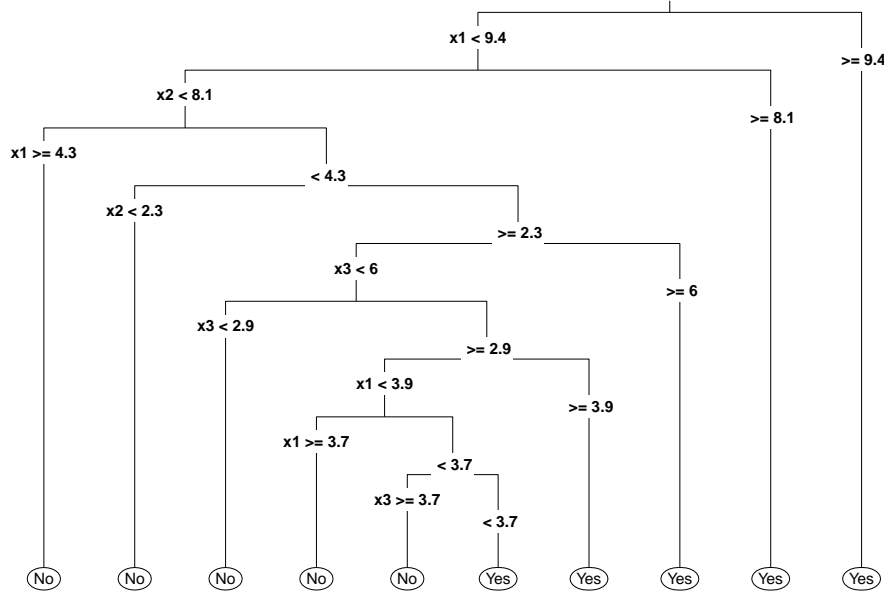 x1 < 9.4
>= 9.4
x2 < 8.1
>= 8.1
x1 >= 4.3
< 4.3
x2 < 2.3
>= 2.3
x3 < 6
>= 6
x3 < 2.9
>= 2.9
x1 < 3.9
>= 3.9
x1 >= 3.7
< 3.7
x3 >= 3.7
< 3.7
No No No No No Yes Yes Yes Yes Yes